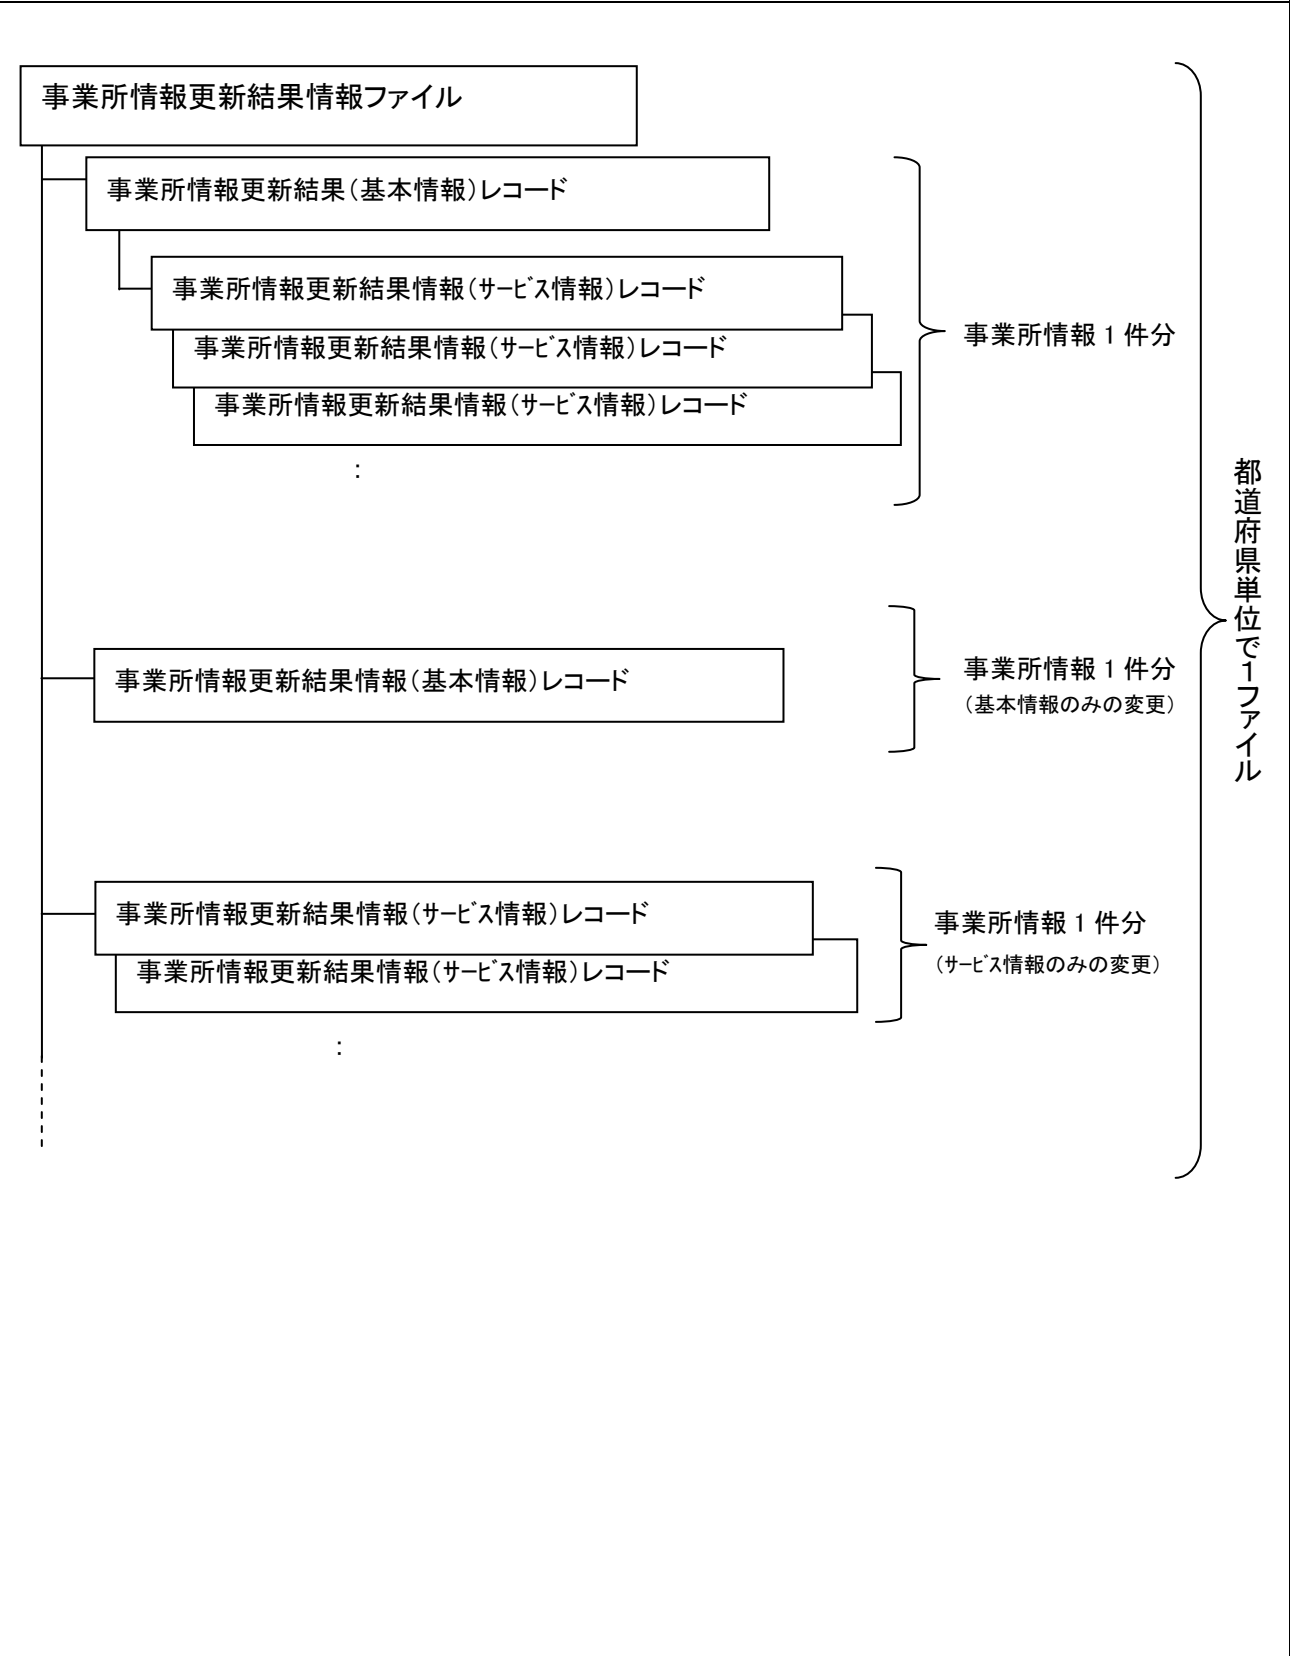 事業所情報更新結果情報ファイル
事業所情報更新結果（基本情報）レコード
事業所情報更新結果情報（サービス情報）レコード
事業所情報更新結果情報（サービス情報）レコード
事業所情報更新結果情報（サービス情報）レコード
：
事業所情報１件分
事業所情報更新結果情報（基本情報）レコード
事業所情報１件分
（基本情報のみの変更）
事業所情報更新結果情報（サービス情報）レコード
事業所情報更新結果情報（サービス情報）レコード
：
事業所情報１件分
（サービス情報のみの変更）
都道府県単位で１ファイル